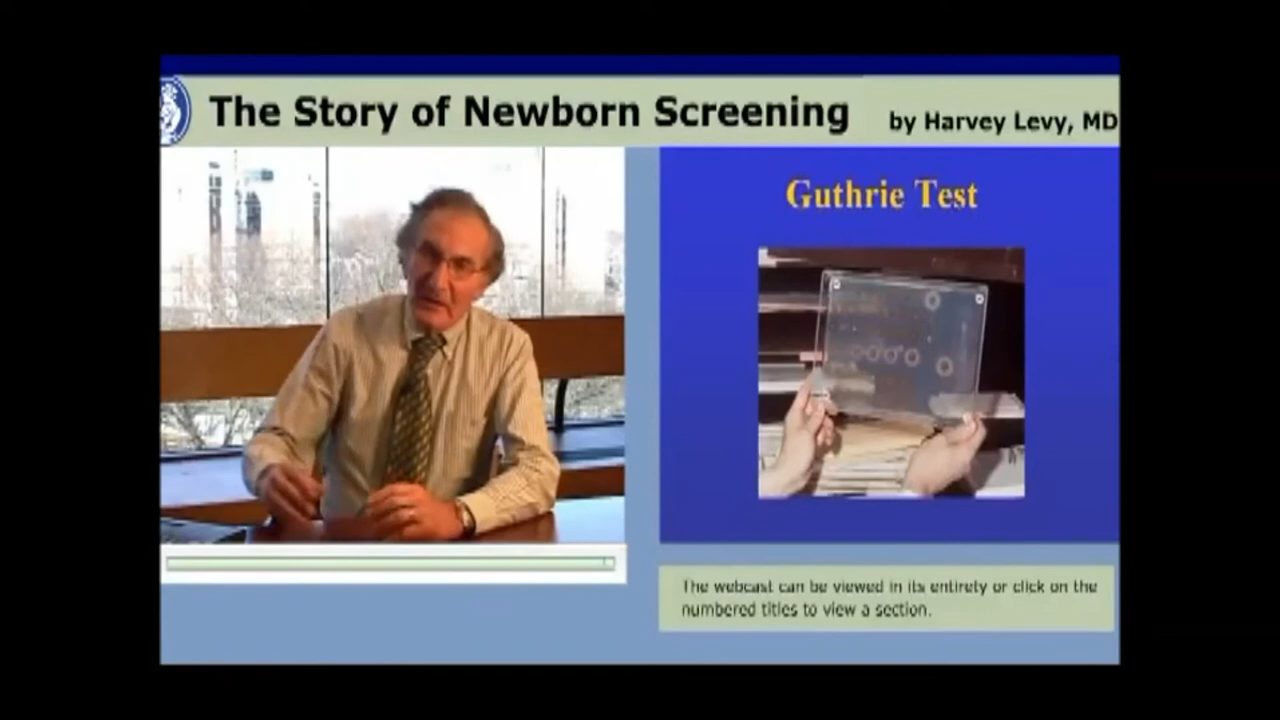 The Story of Newborn Screening
by Harvey Levy, MD
Guthrie Test
The webcast can be viewed in its entirety or click on the
numbered titles to view a section.